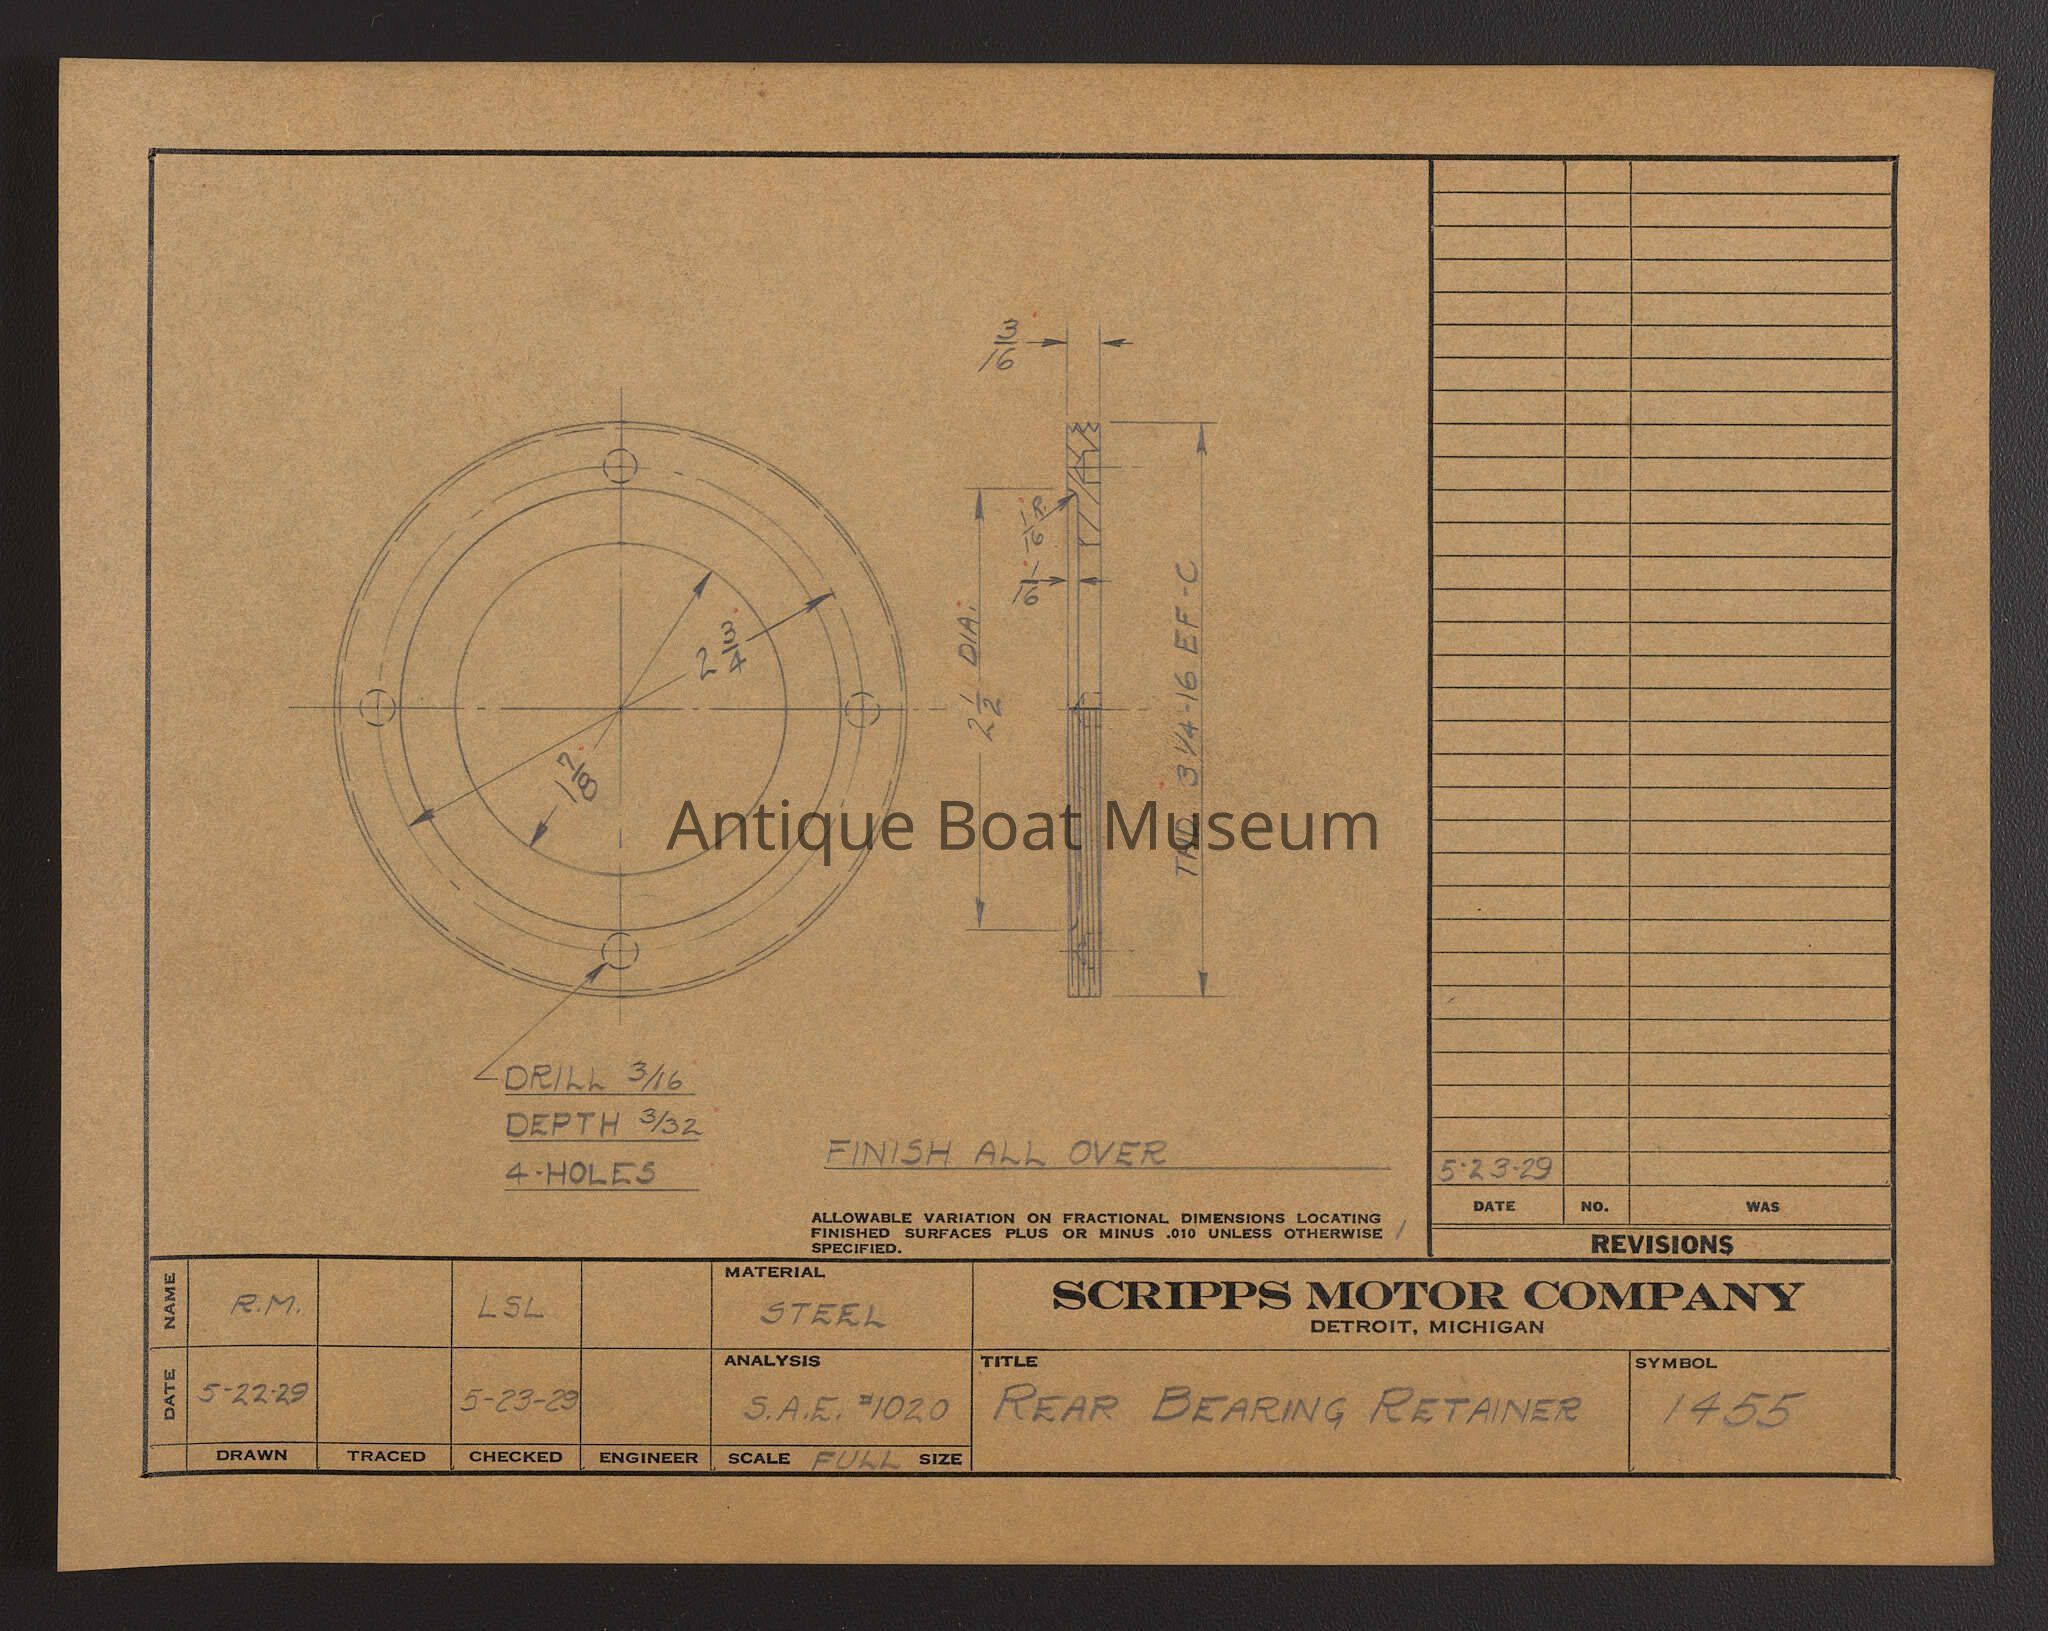 3/16
1/16 R.
1/16
2 3/4
1 7/8
2 1/2 DIA.
THD. 3 1/4-16 EF-C
Antique Boat Museum
DRILL 3/16
DEPTH 3/32
4-HOLES
FINISH ALL OVER
ALLOWABLE VARIATION ON FRACTIONAL DIMENSIONS LOCATING
FINISHED SURFACES PLUS OR MINUS .010 UNLESS OTHERWISE
SPECIFIED.
5-23-29
DATE NO. WAS
REVISIONS
NAME R.M. LSL
DATE 5-22-29 5-23-29
DRAWN TRACED CHECKED ENGINEER
MATERIAL
STEEL
ANALYSIS
S.A.E. #1020
SCALE FULL SIZE
SCRIPPS MOTOR COMPANY
DETROIT, MICHIGAN
TITLE
REAR BEARING RETAINER
SYMBOL
1455